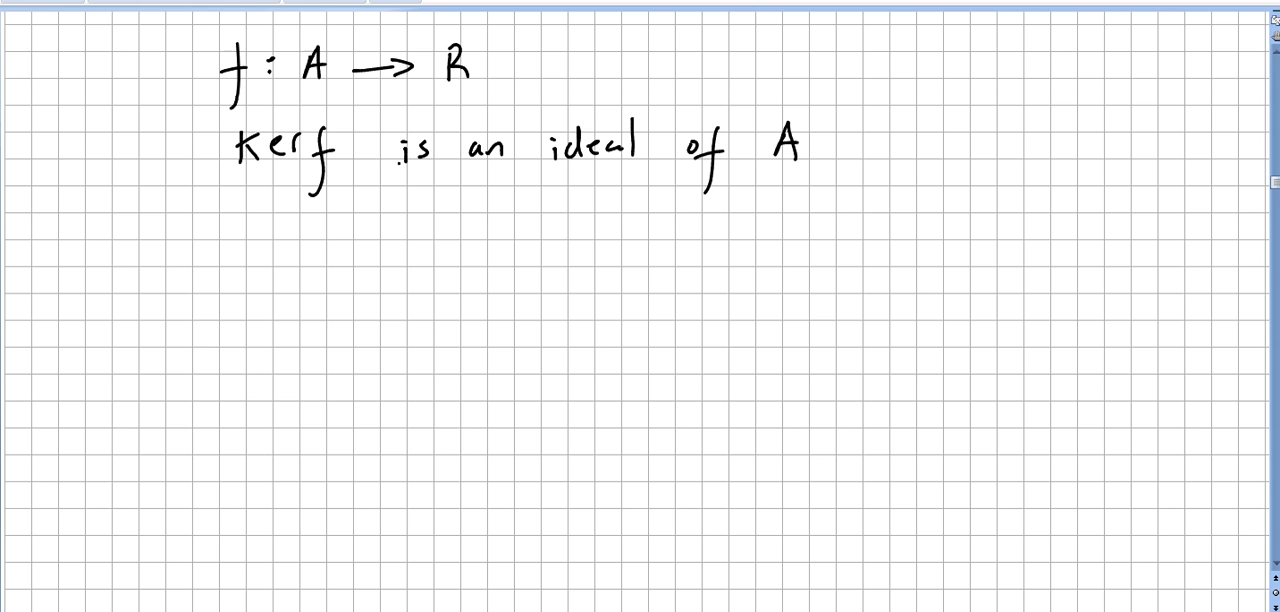 f : A → R
Kerf is an ideal of A